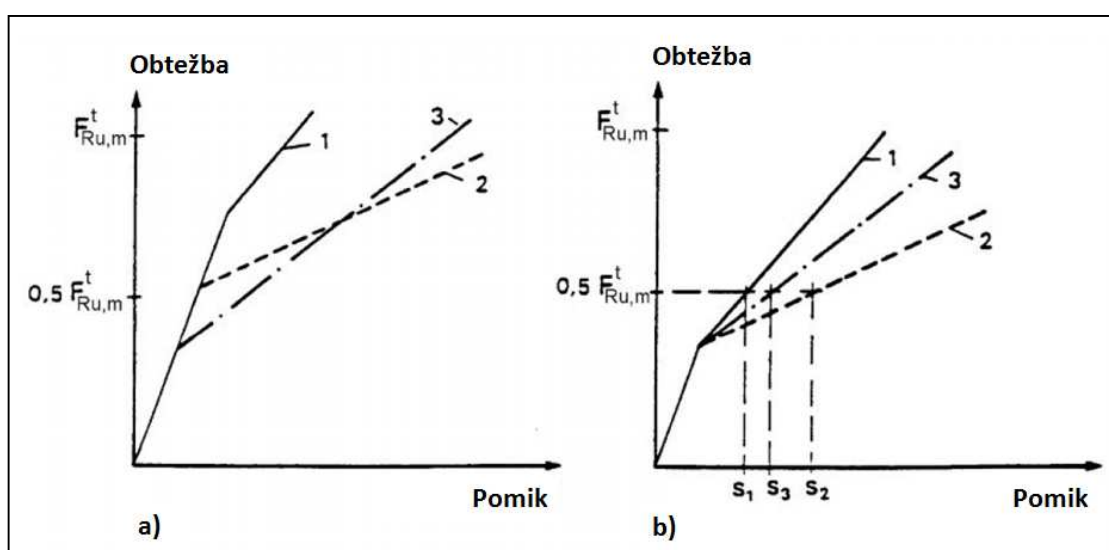 Obtežba
F^t_Ru,m
3
1
2
0,5 F^t_Ru,m
Pomik
a)
Obtežba
F^t_Ru,m
1
3
2
0,5 F^t_Ru,m
S1 S3 S2
Pomik
b)